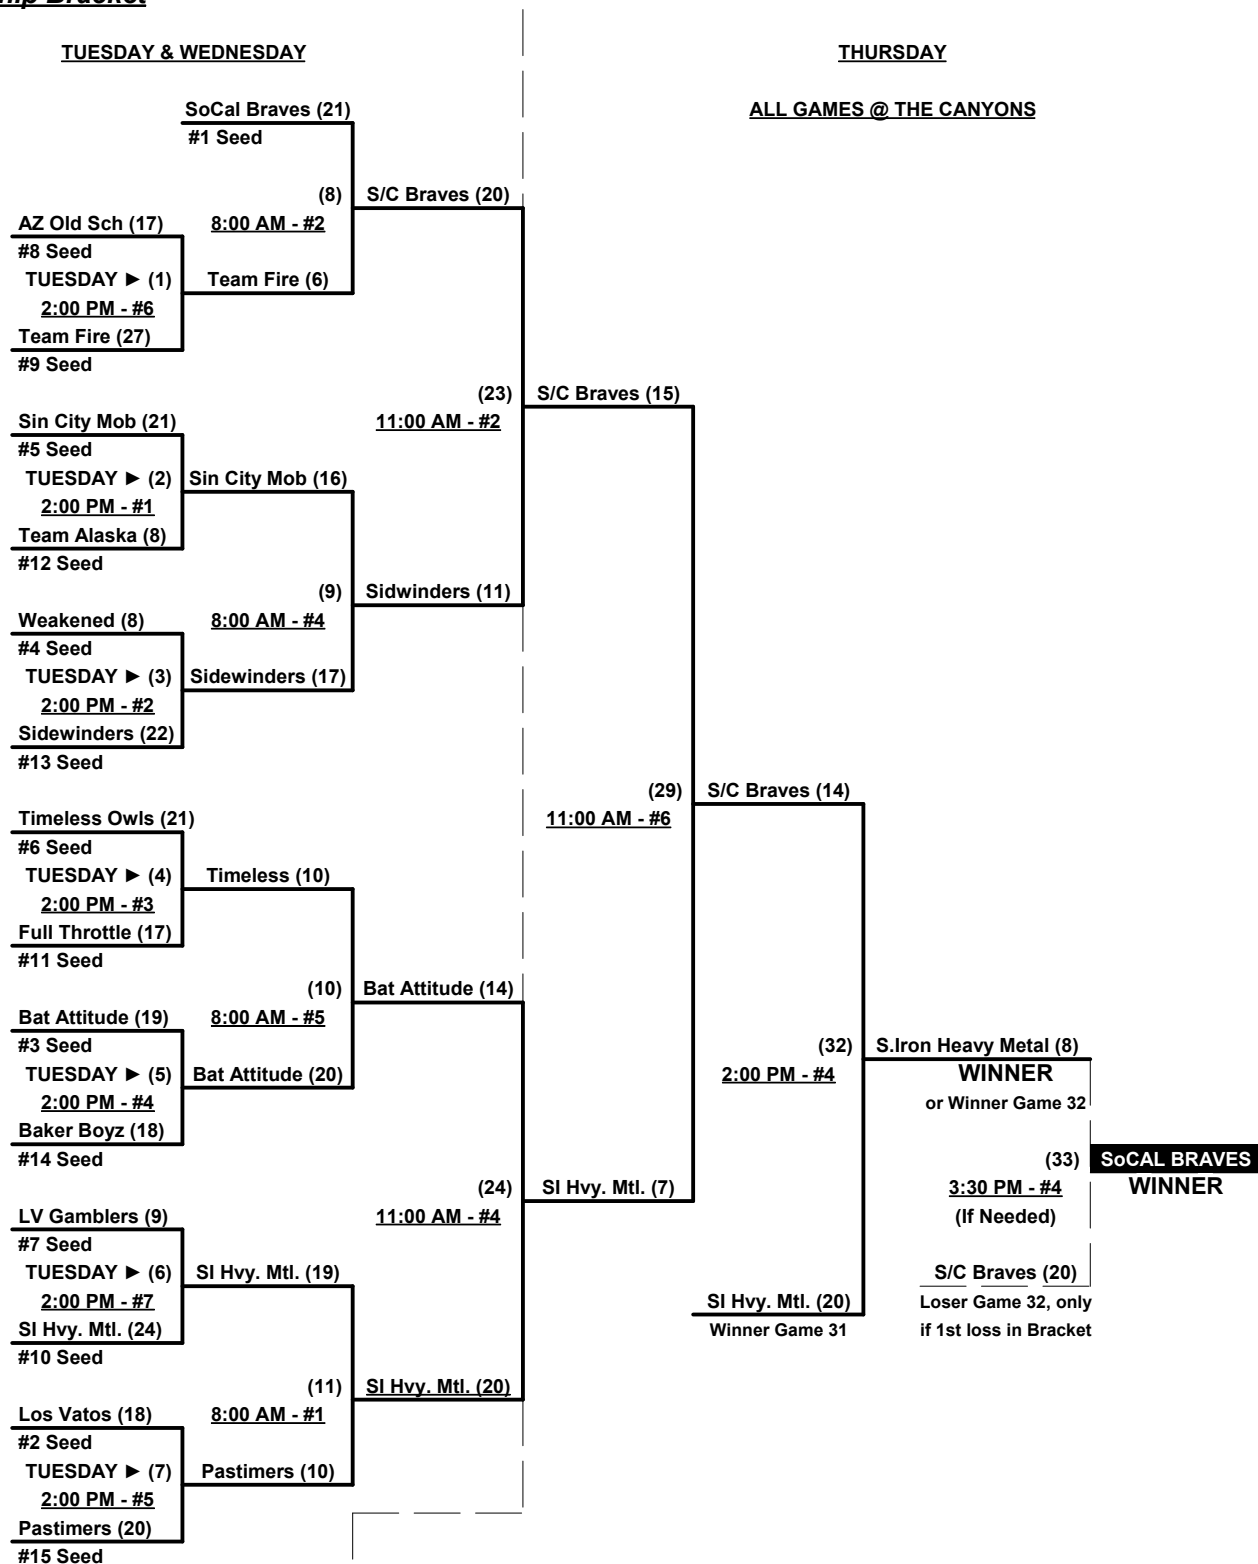 TUESDAY & WEDNESDAY
THURSDAY
ALL GAMES @ THE CANYONS
SoCal Braves (21)
#1 Seed
(8)
8:00 AM - #2
S/C Braves (20)
AZ Old Sch (17)
#8 Seed
TUESDAY ► (1)
2:00 PM - #6
Team Fire (27)
#9 Seed
Team Fire (6)
(23)
11:00 AM - #2
S/C Braves (15)
Sin City Mob (21)
#5 Seed
TUESDAY ► (2)
2:00 PM - #1
Team Alaska (8)
#12 Seed
Sin City Mob (16)
(9)
8:00 AM - #4
Sidwinders (11)
Weakened (8)
#4 Seed
TUESDAY ► (3)
2:00 PM - #2
Sidewinders (22)
#13 Seed
Sidewinders (17)
(29)
11:00 AM - #6
S/C Braves (14)
Timeless Owls (21)
#6 Seed
TUESDAY ► (4)
2:00 PM - #3
Full Throttle (17)
#11 Seed
Timeless (10)
(10)
8:00 AM - #5
Bat Attitude (14)
Bat Attitude (19)
#3 Seed
TUESDAY ► (5)
2:00 PM - #4
Baker Boyz (18)
#14 Seed
Bat Attitude (20)
(32)
2:00 PM - #4
S.Iron Heavy Metal (8)
WINNER
or Winner Game 32
(33)
3:30 PM - #4
(If Needed)
SoCAL BRAVES
WINNER
(24)
11:00 AM - #4
SI Hvy. Mtl. (7)
LV Gamblers (9)
#7 Seed
TUESDAY ► (6)
2:00 PM - #7
SI Hvy. Mtl. (24)
#10 Seed
SI Hvy. Mtl. (19)
SI Hvy. Mtl. (20)
Winner Game 31
S/C Braves (20)
Loser Game 32, only
if 1st loss in Bracket
(11)
8:00 AM - #1
SI Hvy. Mtl. (20)
Los Vatos (18)
#2 Seed
TUESDAY ► (7)
2:00 PM - #5
Pastimers (20)
#15 Seed
Pastimers (10)